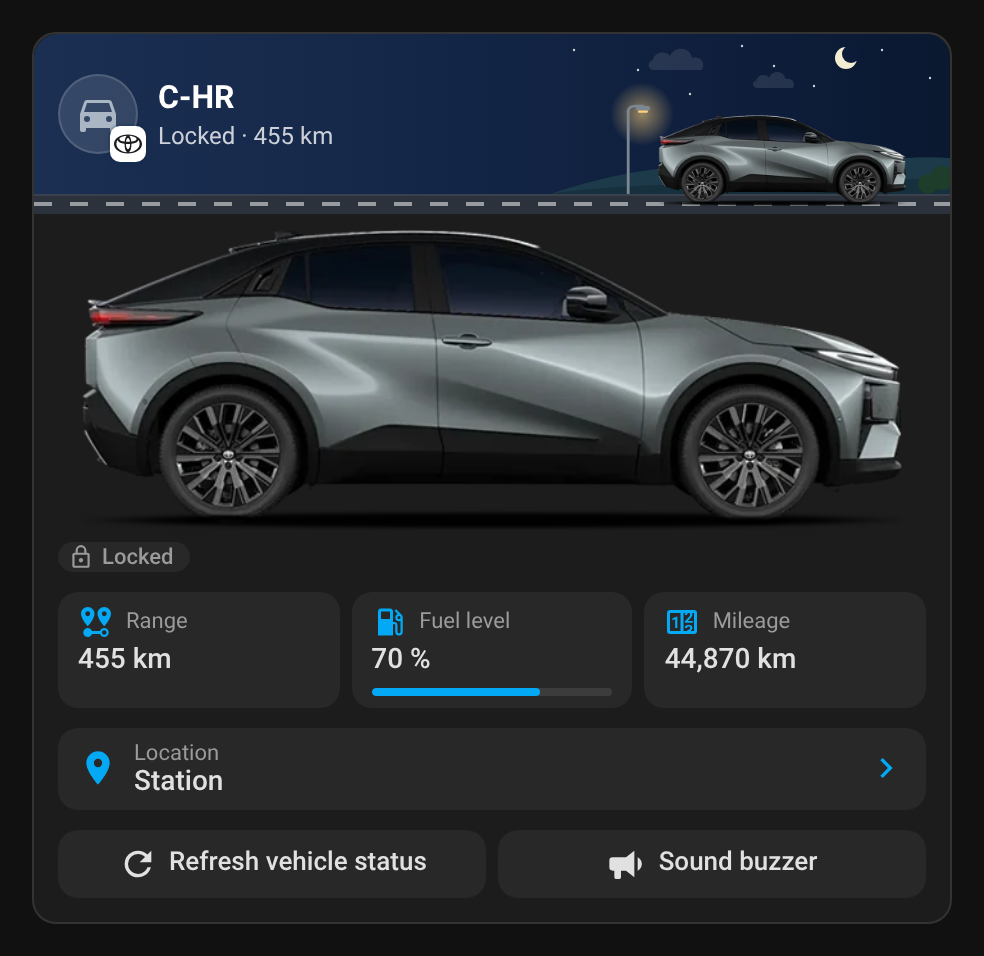 C-HR
Locked · 455 km
Locked
Range
455 km
Fuel level
70 %
Mileage
44,870 km
Location
Station
Refresh vehicle status
Sound buzzer